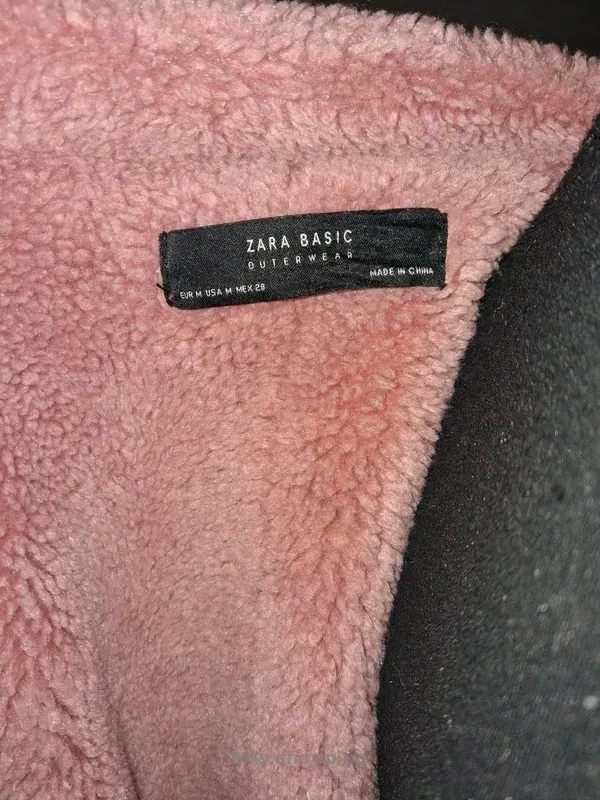 ZARA BASIC
OUTERWEAR
MADE IN CHINA
EUR M USA M MEX 28